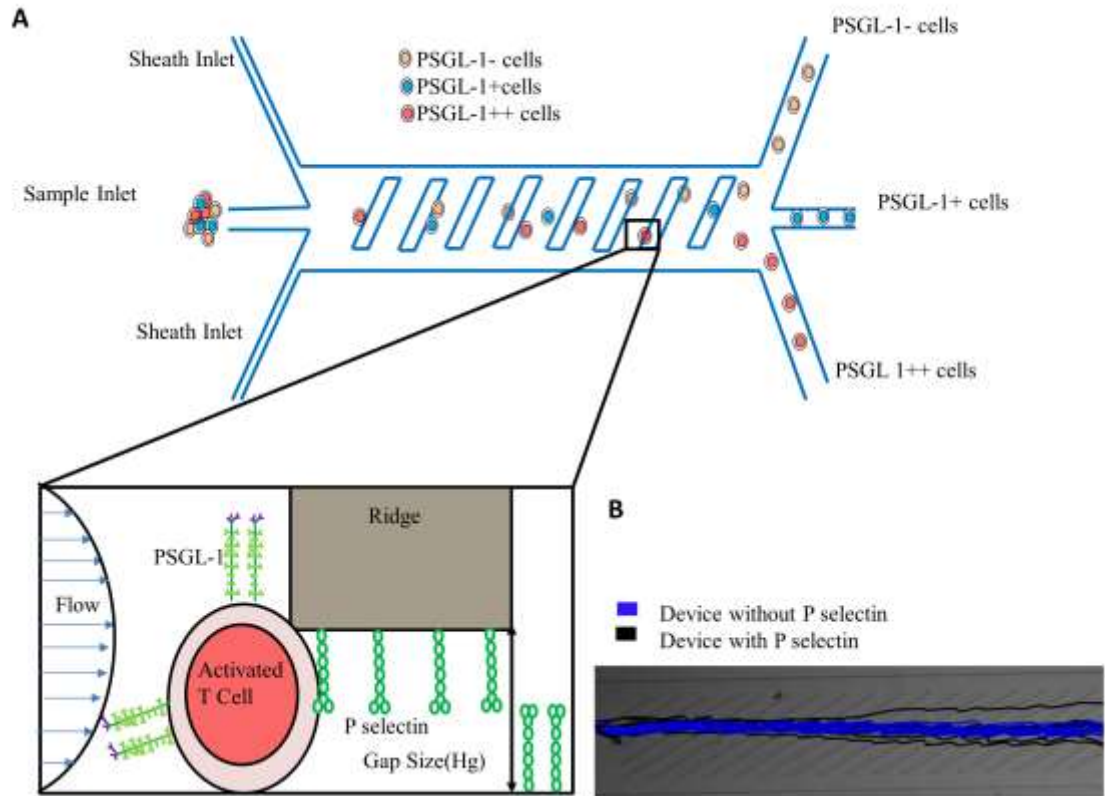 A
PSGL-1- cells
Sheath Inlet
PSGL-1- cells
PSGL-1+cells
PSGL-1++ cells
Sample Inlet
PSGL-1+ cells
Sheath Inlet
PSGL 1++ cells
B
Ridge
PSGL-1
Flow
Device without P selectin
Device with P selectin
Activated
T Cell
P selectin
Gap Size(Hg)